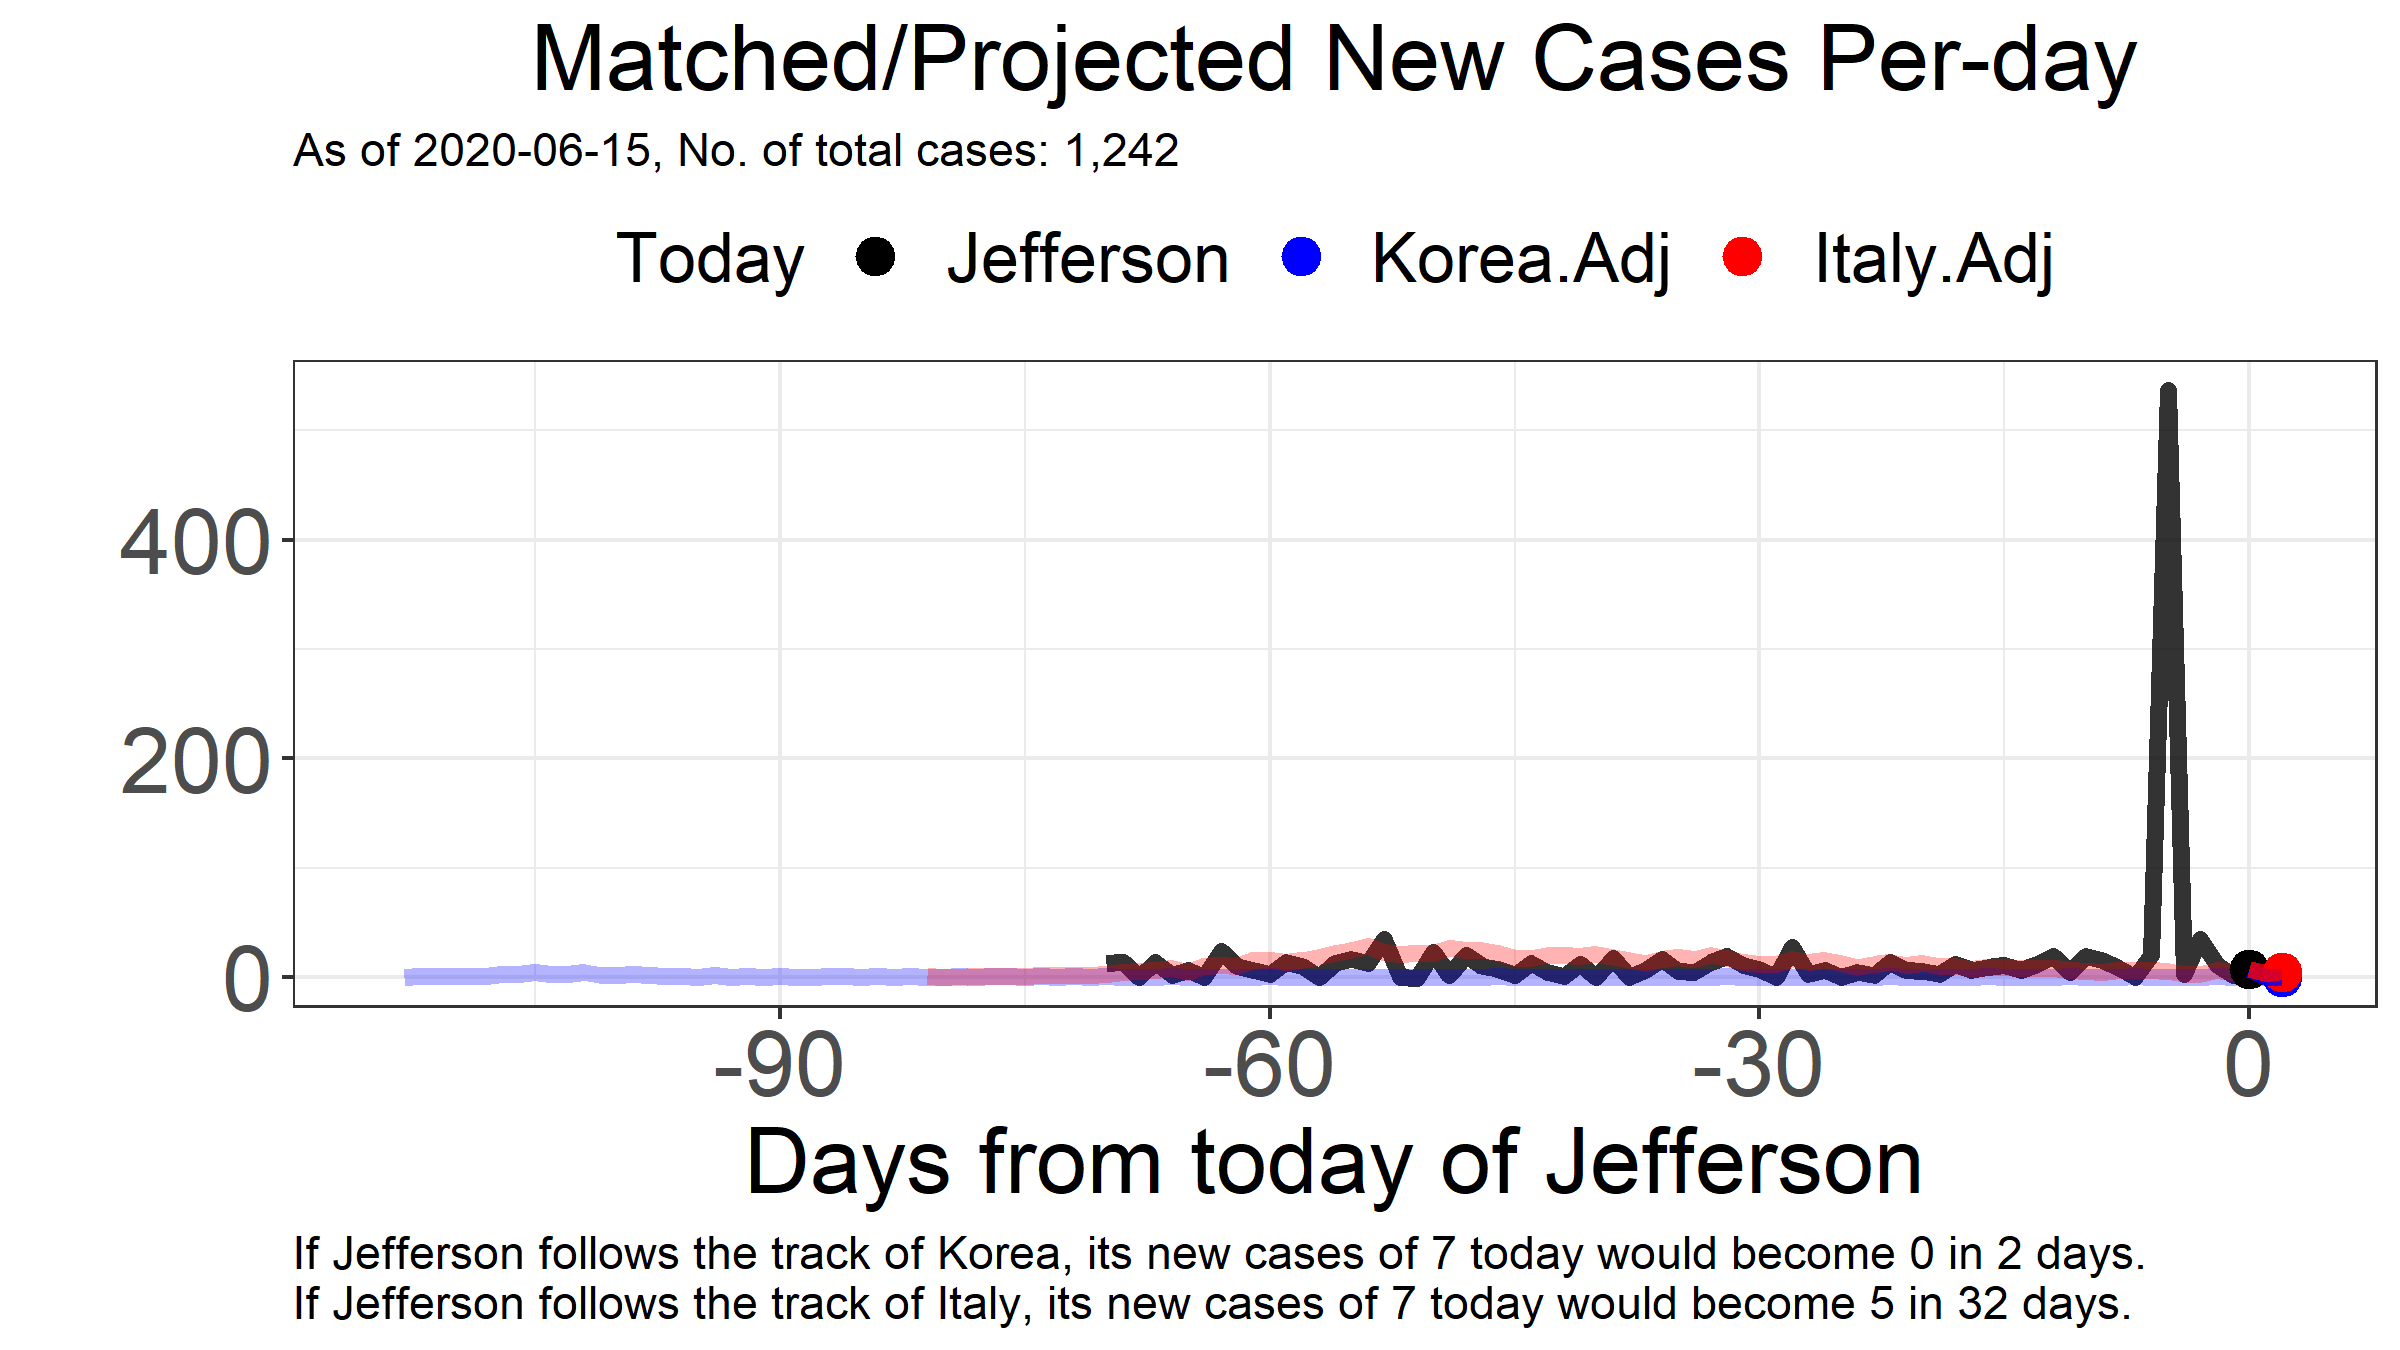 Matched/Projected New Cases Per-day
As of 2020-06-15, No. of total cases: 1,242
Today Jefferson Korea.Adj Italy.Adj
400
200
0
-90 -60 -30 0
Days from today of Jefferson
If Jefferson follows the track of Korea, its new cases of 7 today would become 0 in 2 days.
If Jefferson follows the track of Italy, its new cases of 7 today would become 5 in 32 days.